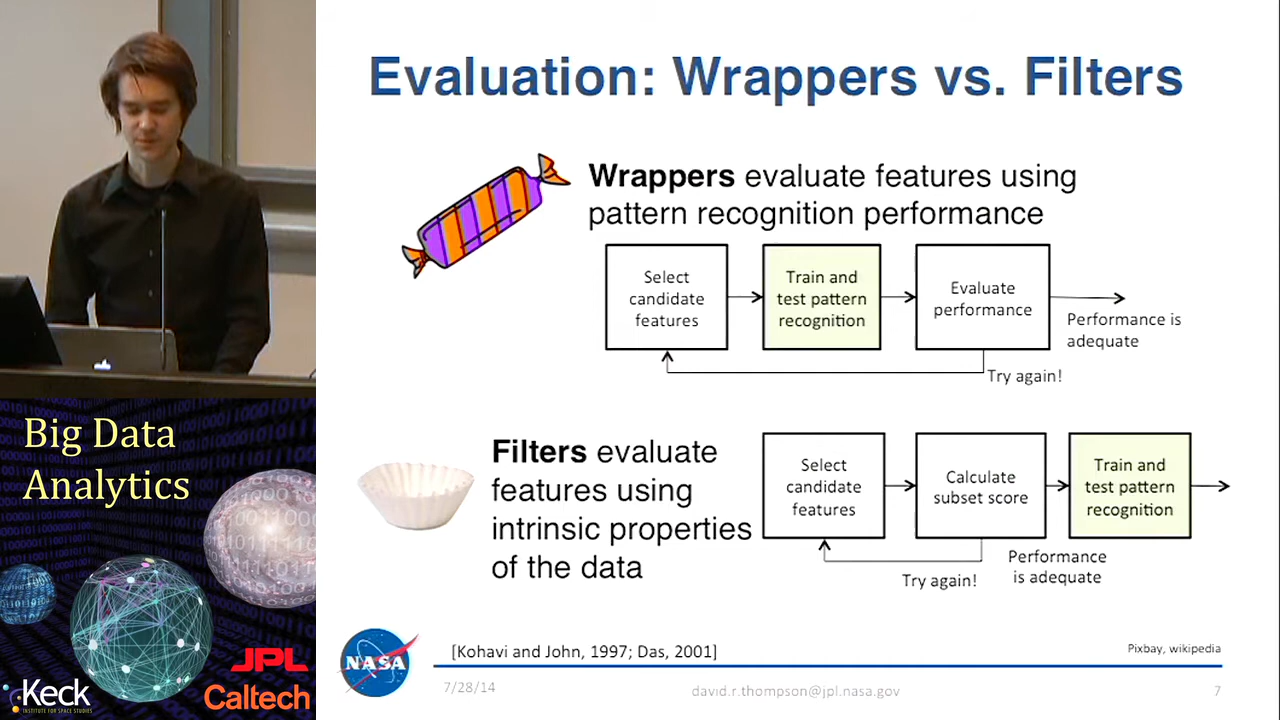 Evaluation: Wrappers vs. Filters
Wrappers evaluate features using
pattern recognition performance
Select
candidate
features
Train and
test pattern
recognition
Evaluate
performance
Performance is
adequate
Try again!
Filters evaluate
features using
intrinsic properties
of the data
Select
candidate
features
Calculate
subset score
Train and
test pattern
recognition
Try again!
Performance
is adequate
[Kohavi and John, 1997; Das, 2001]
Pixbay, wikipedia
NASA
7/28/14
david.r.thompson@jpl.nasa.gov
7
Big Data
Analytics
JPL
Keck
INSTITUTE FOR SPACE STUDIES
Caltech